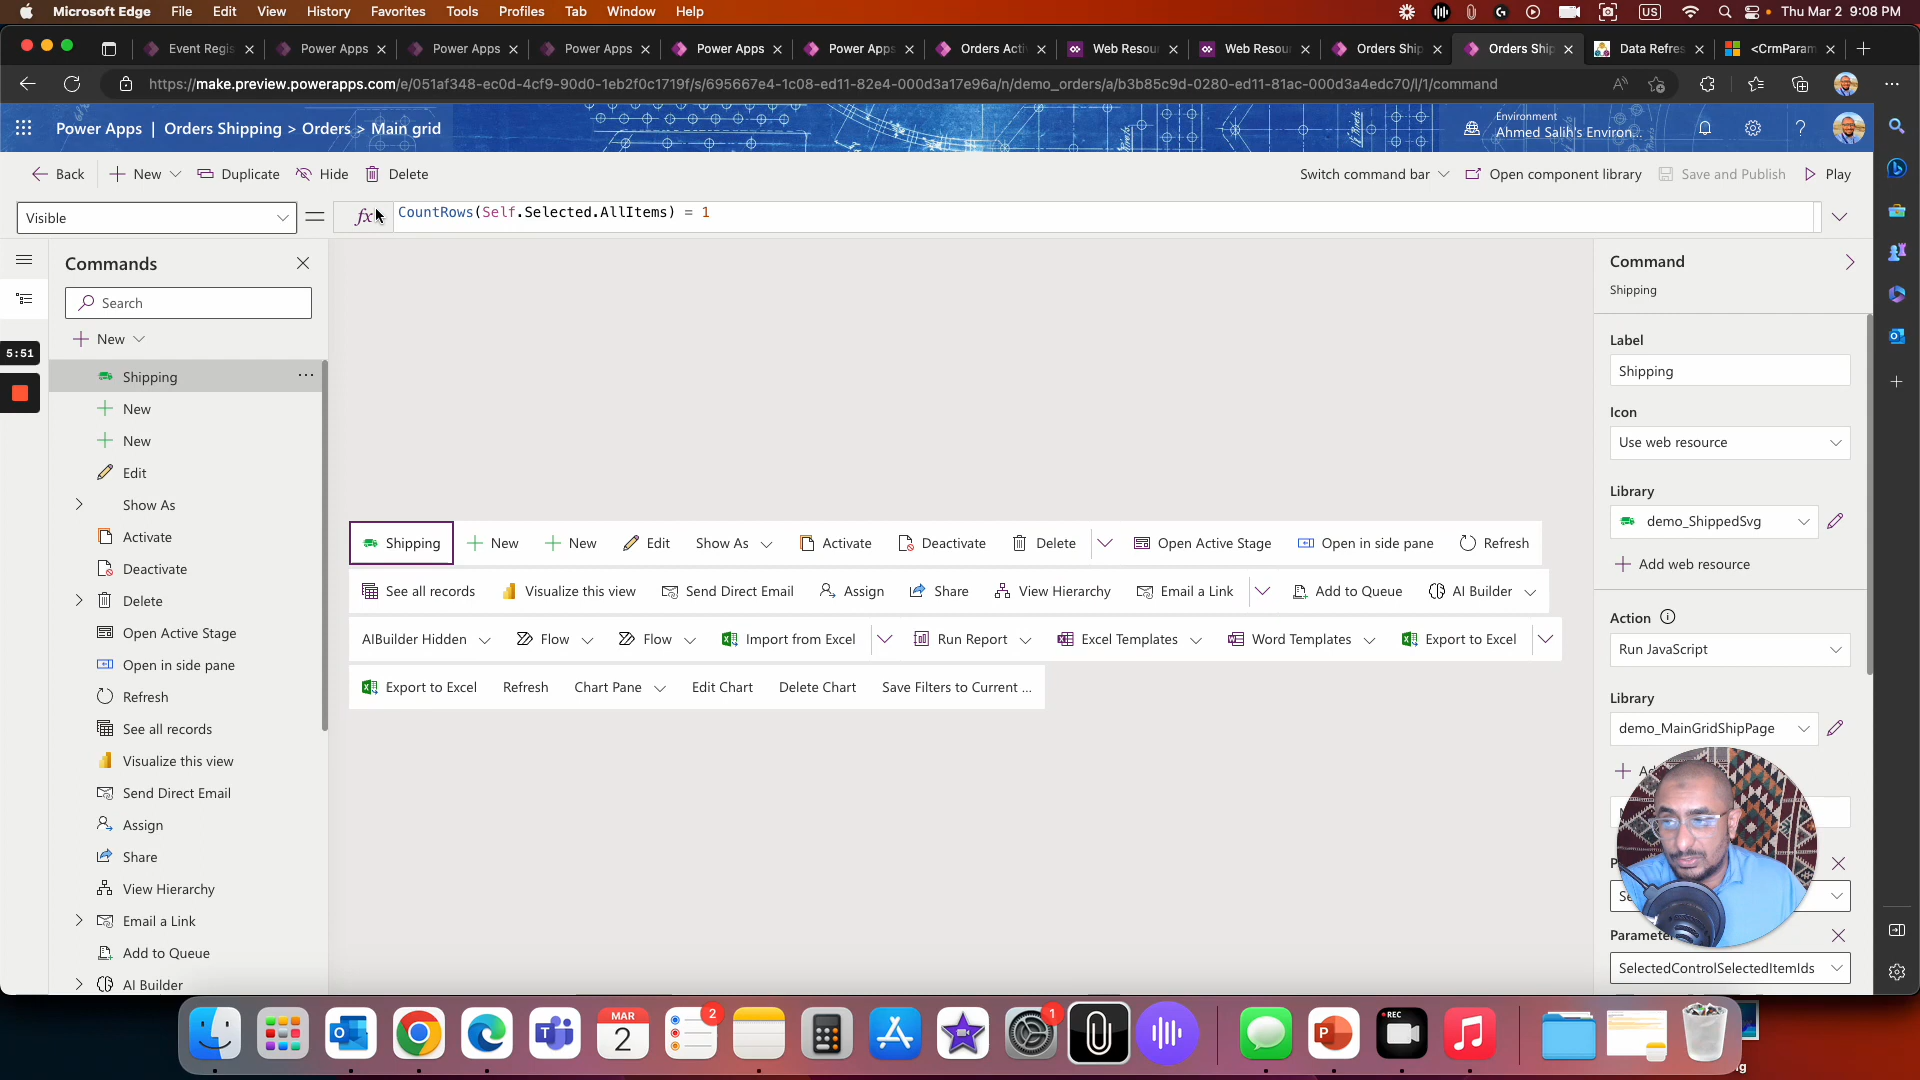 Microsoft Edge File Edit View History Favorites Tools Profiles Tab Window Help
US Thu Mar 2 9:08 PM
Event Regis Power Apps Power Apps Power Apps Power Apps Power Apps Orders Acti Web Resour Web Resour Orders Ship Orders Ship Data Refres <CrmParam
https://make.preview.powerapps.com/e/051af348-ec0d-4cf9-90d0-1eb2f0c1719f/s/695667e4-1c08-ed11-82e4-000d3a17e96a/n/demo_orders/a/b3b85c9d-0280-ed11-81ac-000d3a4edc70/l/1/command
Power Apps | Orders Shipping > Orders > Main grid
Environment
Ahmed Salih's Environ...
Back New Duplicate Hide Delete
Switch command bar Open component library Save and Publish Play
Visible = fx CountRows(Self.Selected.AllItems) = 1
Commands
Search
New
5:51
Shipping ...
New
New
Edit
Show As
Activate
Deactivate
Delete
Open Active Stage
Open in side pane
Refresh
See all records
Visualize this view
Send Direct Email
Assign
Share
View Hierarchy
Email a Link
Add to Queue
AI Builder
Shipping New New Edit Show As Activate Deactivate Delete Open Active Stage Open in side pane Refresh
See all records Visualize this view Send Direct Email Assign Share View Hierarchy Email a Link Add to Queue AI Builder
AIBuilder Hidden Flow Flow Import from Excel Run Report Excel Templates Word Templates Export to Excel
Export to Excel Refresh Chart Pane Edit Chart Delete Chart Save Filters to Current ...
Command
Shipping
Label
Shipping
Icon
Use web resource
Library
demo_ShippedSvg
Add web resource
Action
Run JavaScript
Library
demo_MainGridShipPage
Parameter
SelectedControlSelectedItemIds
MAR
2
2
1
REC